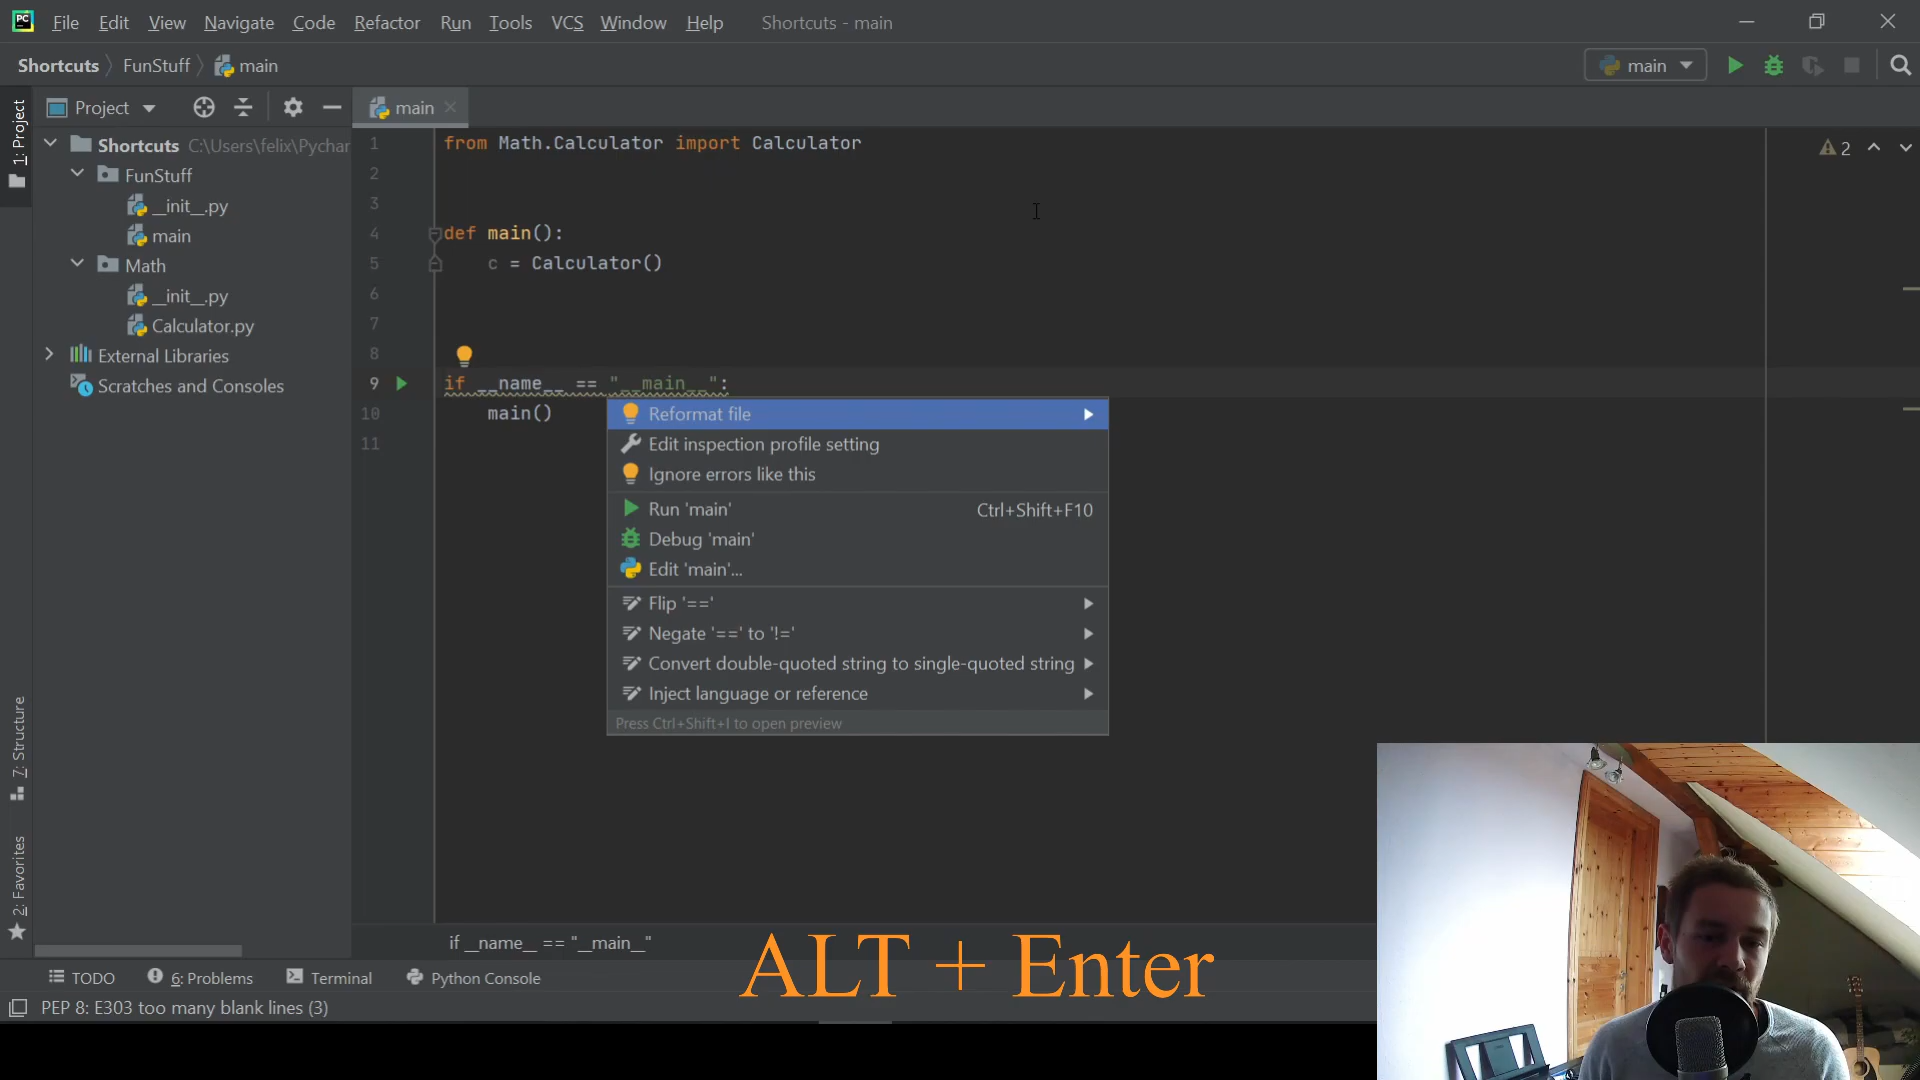 PC File Edit View Navigate Code Refactor Run Tools VCS Window Help Shortcuts - main
Shortcuts FunStuff main
main
1: Project
Project
main
Shortcuts C:\Users\felix\Pychar
FunStuff
__init__.py
main
Math
__init__.py
Calculator.py
External Libraries
Scratches and Consoles
7: Structure
2: Favorites
1 from Math.Calculator import Calculator
2
3
4 def main():
5 c = Calculator()
6
7
8
9 if __name__ == "__main__":
10 main()
11
2
Reformat file
Edit inspection profile setting
Ignore errors like this
Run 'main' Ctrl+Shift+F10
Debug 'main'
Edit 'main'...
Flip '=='
Negate '==' to '!='
Convert double-quoted string to single-quoted string
Inject language or reference
Press Ctrl+Shift+I to open preview
if __name__ == "__main__"
ALT + Enter
TODO 6: Problems Terminal Python Console
PEP 8: E303 too many blank lines (3)